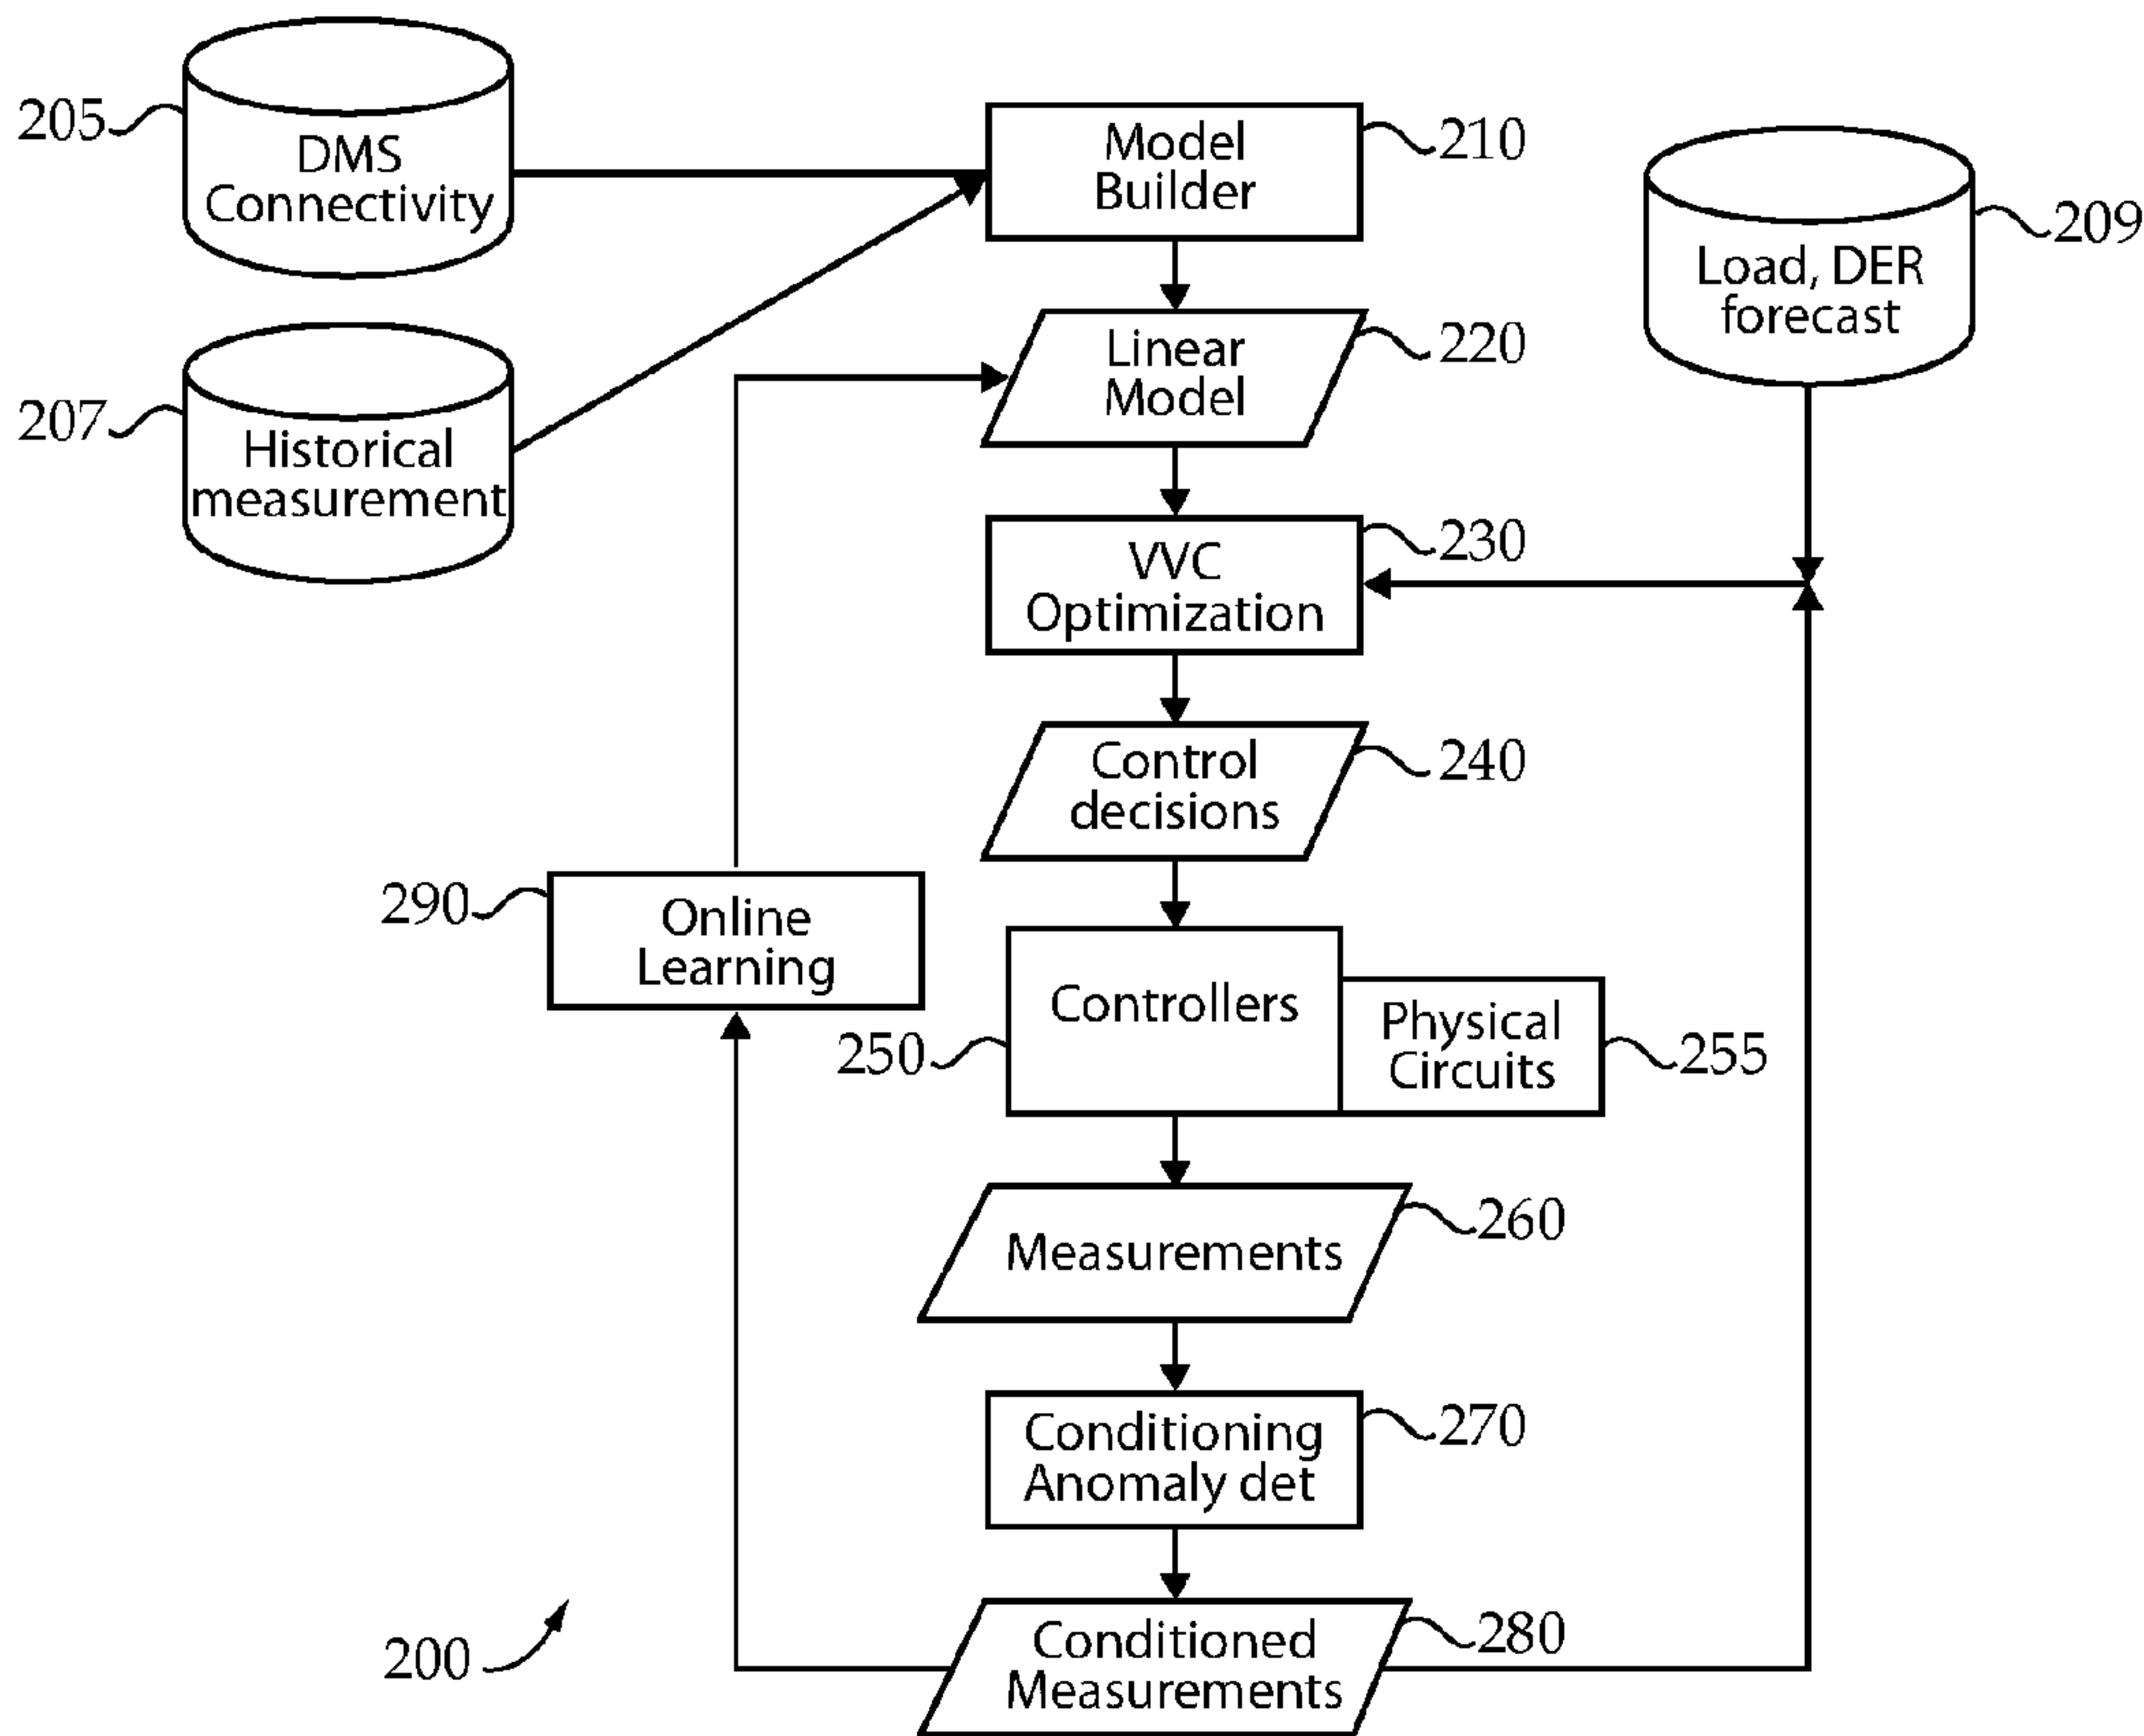 205
DMS
Connectivity
Model
Builder
210
Load, DER
forecast
209
207
Historical
measurement
Linear
Model
220
VVC
Optimization
230
Control
decisions
240
290
Online
Learning
Controllers
250
Physical
Circuits
255
Measurements
260
Conditioning
Anomaly det
270
Conditioned
Measurements
280
200